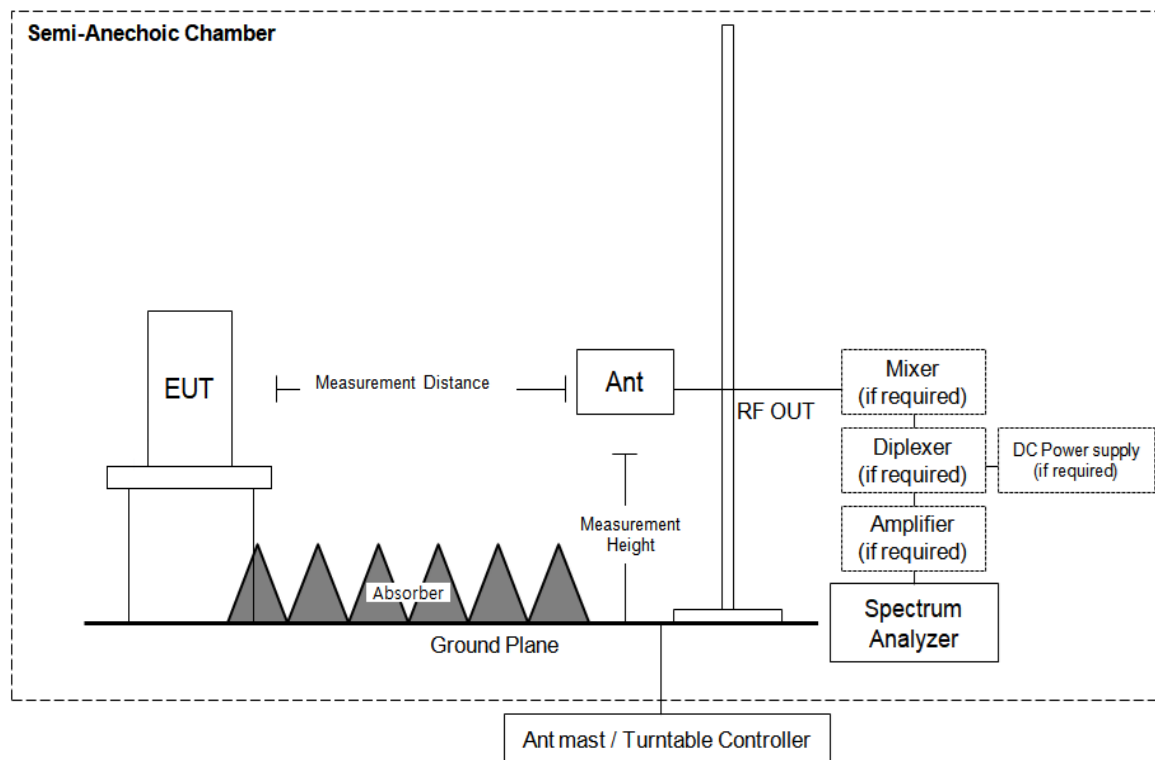 Semi-Anechoic Chamber
EUT
Measurement Distance
Ant
RF OUT
Mixer
(if required)
Diplexer
(if required)
DC Power supply
(if required)
Measurement
Height
Amplifier
(if required)
Absorber
Spectrum
Analyzer
Ground Plane
Ant mast / Turntable Controller